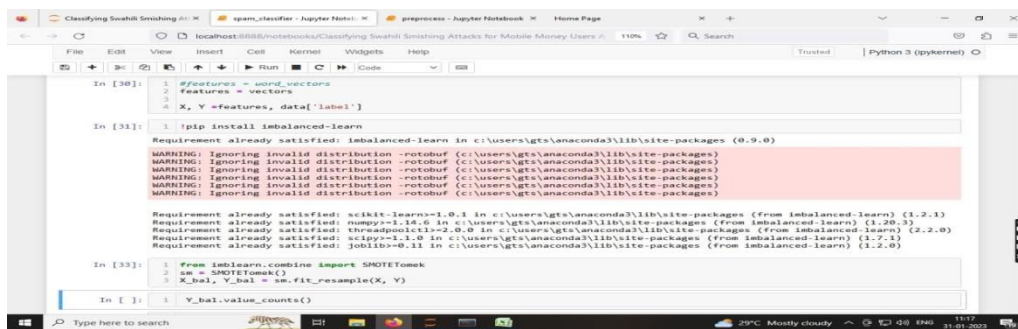 Classifying Swahili Smishing At
spam_classifier - Jupyter Noteb
preprocess - Jupyter Notebook
Home Page
localhost:8888/notebooks/Classifying Swahili Smishing Attacks for Mobile Money Users
110%
Search
File Edit View Insert Cell Kernel Widgets Help
Trusted
Python 3 (ipykernel)
Run
Code
In [30]: 1 #features = word_vectors
2 features = vectors
3
4 X, Y =features, data['label']
In [31]: 1 !pip install imbalanced-learn
Requirement already satisfied: imbalanced-learn in c:\users\gts\anaconda3\lib\site-packages (0.9.0)
WARNING: Ignoring invalid distribution -rotobuf (c:\users\gts\anaconda3\lib\site-packages)
WARNING: Ignoring invalid distribution -rotobuf (c:\users\gts\anaconda3\lib\site-packages)
WARNING: Ignoring invalid distribution -rotobuf (c:\users\gts\anaconda3\lib\site-packages)
WARNING: Ignoring invalid distribution -rotobuf (c:\users\gts\anaconda3\lib\site-packages)
WARNING: Ignoring invalid distribution -rotobuf (c:\users\gts\anaconda3\lib\site-packages)
Requirement already satisfied: scikit-learn>=1.0.1 in c:\users\gts\anaconda3\lib\site-packages (from imbalanced-learn) (1.2.1)
Requirement already satisfied: numpy>=1.14.6 in c:\users\gts\anaconda3\lib\site-packages (from imbalanced-learn) (1.20.3)
Requirement already satisfied: threadpoolctl>=2.0.0 in c:\users\gts\anaconda3\lib\site-packages (from imbalanced-learn) (2.2.0)
Requirement already satisfied: scipy>=1.1.0 in c:\users\gts\anaconda3\lib\site-packages (from imbalanced-learn) (1.7.1)
Requirement already satisfied: joblib>=0.11 in c:\users\gts\anaconda3\lib\site-packages (from imbalanced-learn) (1.2.0)
In [33]: 1 from imblearn.combine import SMOTETomek
2 sm = SMOTETomek()
3 X_bal, Y_bal = sm.fit_resample(X, Y)
In [ ]: 1 Y_bal.value_counts()
Type here to search
29°C Mostly cloudy
ENG
11:17
31-01-2023